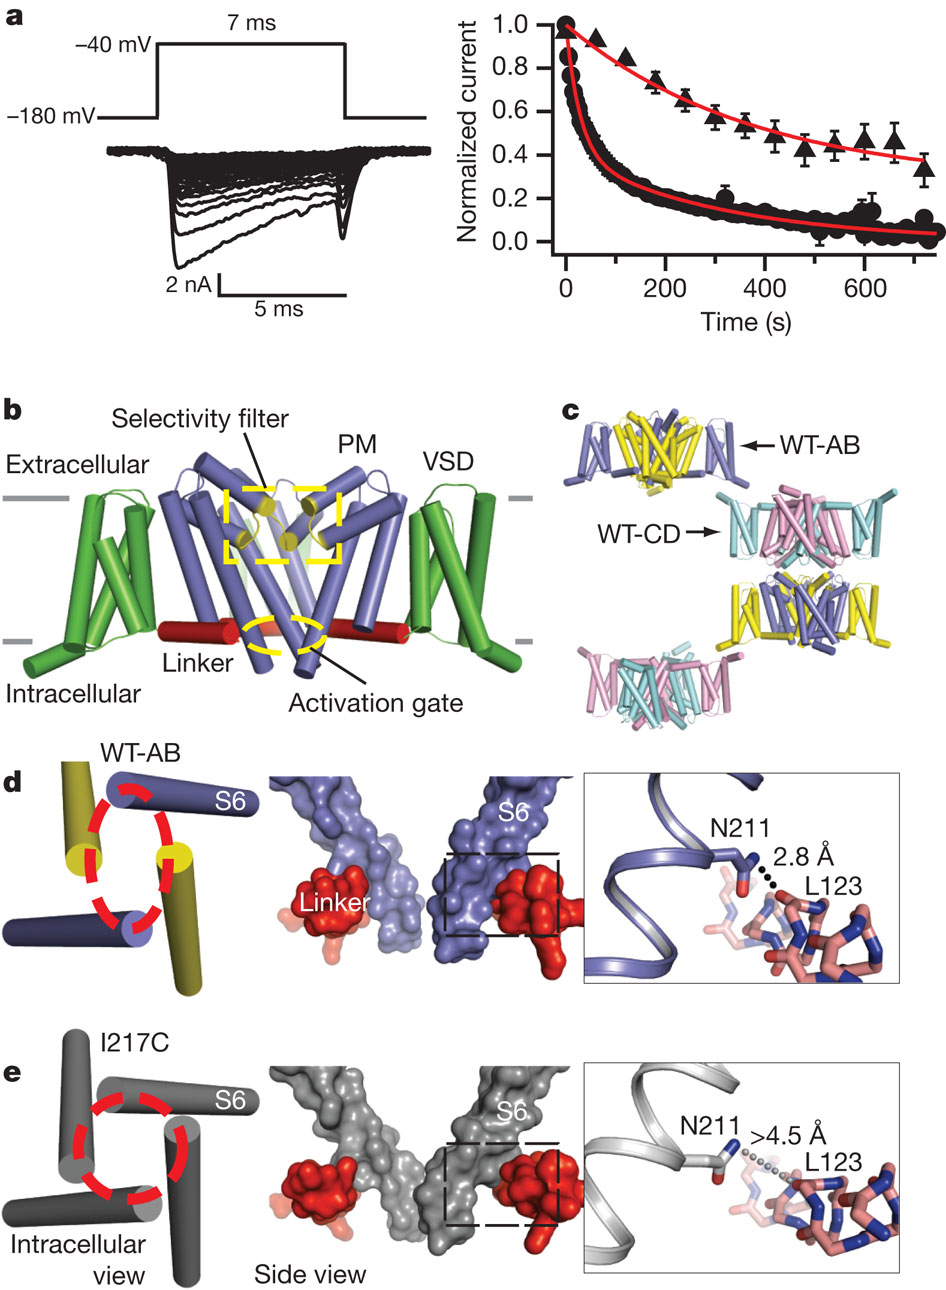 a
7 ms
−40 mV
−180 mV
2 nA
5 ms
Normalized current
1.0
0.8
0.6
0.4
0.2
0.0
0
200
400
600
Time (s)
b
Selectivity filter
PM
VSD
Extracellular
Linker
Intracellular
Activation gate
c
WT-AB
WT-CD
d
WT-AB
S6
S6
Linker
N211
2.8 Å
L123
e
I217C
S6
S6
N211
>4.5 Å
L123
Intracellular
view
Side view